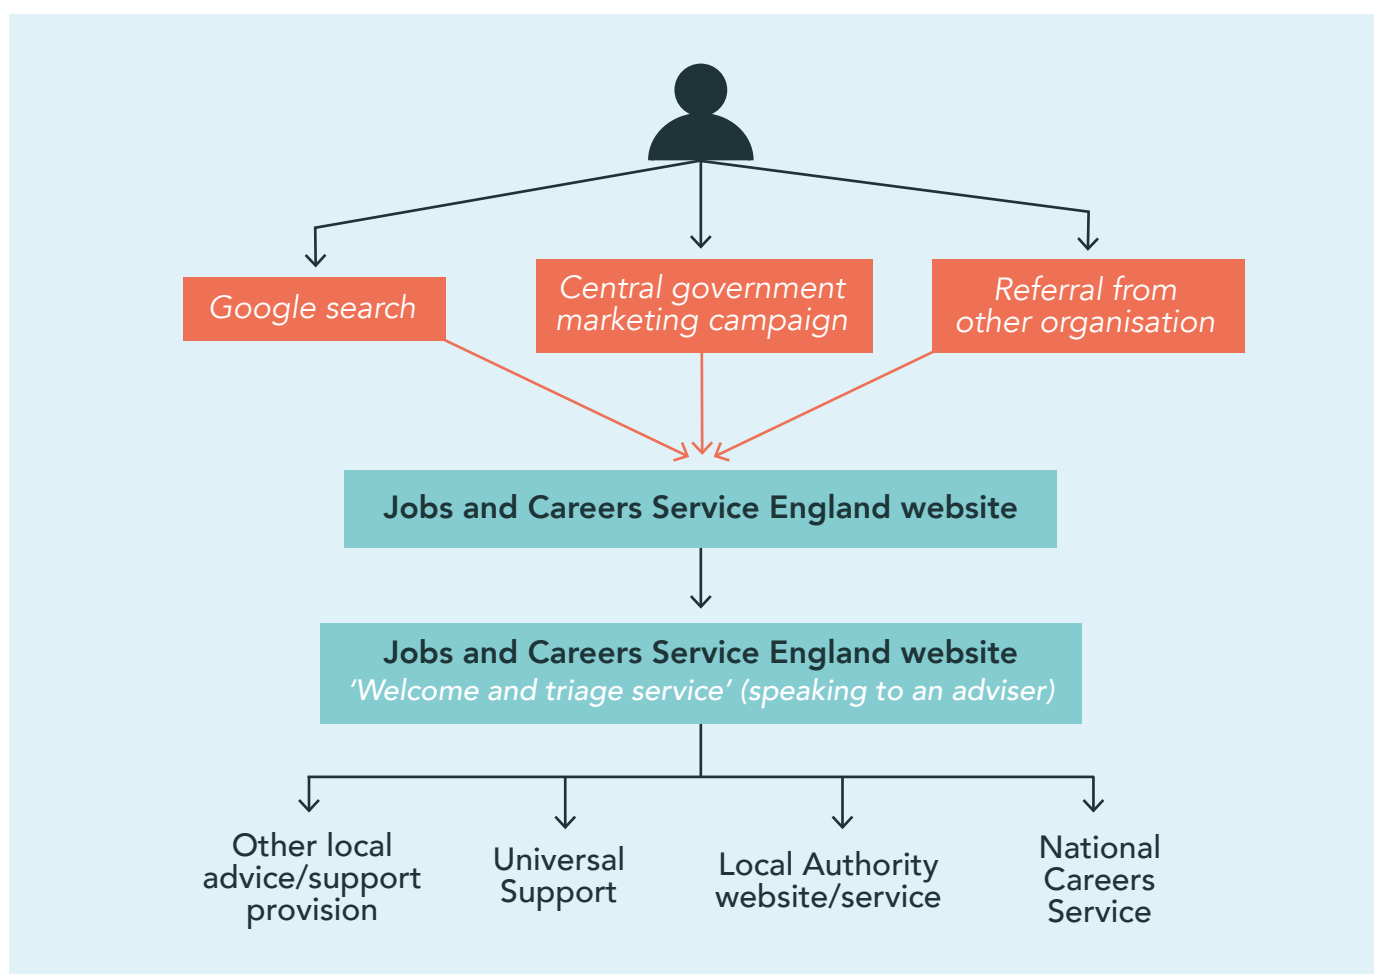 Google search
Central government
marketing campaign
Referral from
other organisation
Jobs and Careers Service England website
Jobs and Careers Service England website
‘Welcome and triage service’ (speaking to an adviser)
Other local
advice/support
provision
Universal
Support
Local Authority
website/service
National
Careers
Service